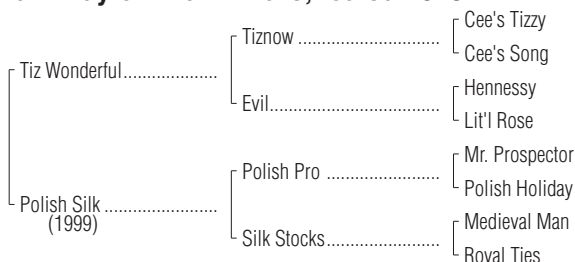 Cee's Tizzy
Tiznow
Cee's Song
Tiz Wonderful
Hennessy
Evil
Lit'l Rose
Mr. Prospector
Polish Pro
Polish Holiday
Polish Silk
(1999)
Medieval Man
Silk Stocks
Royal Ties